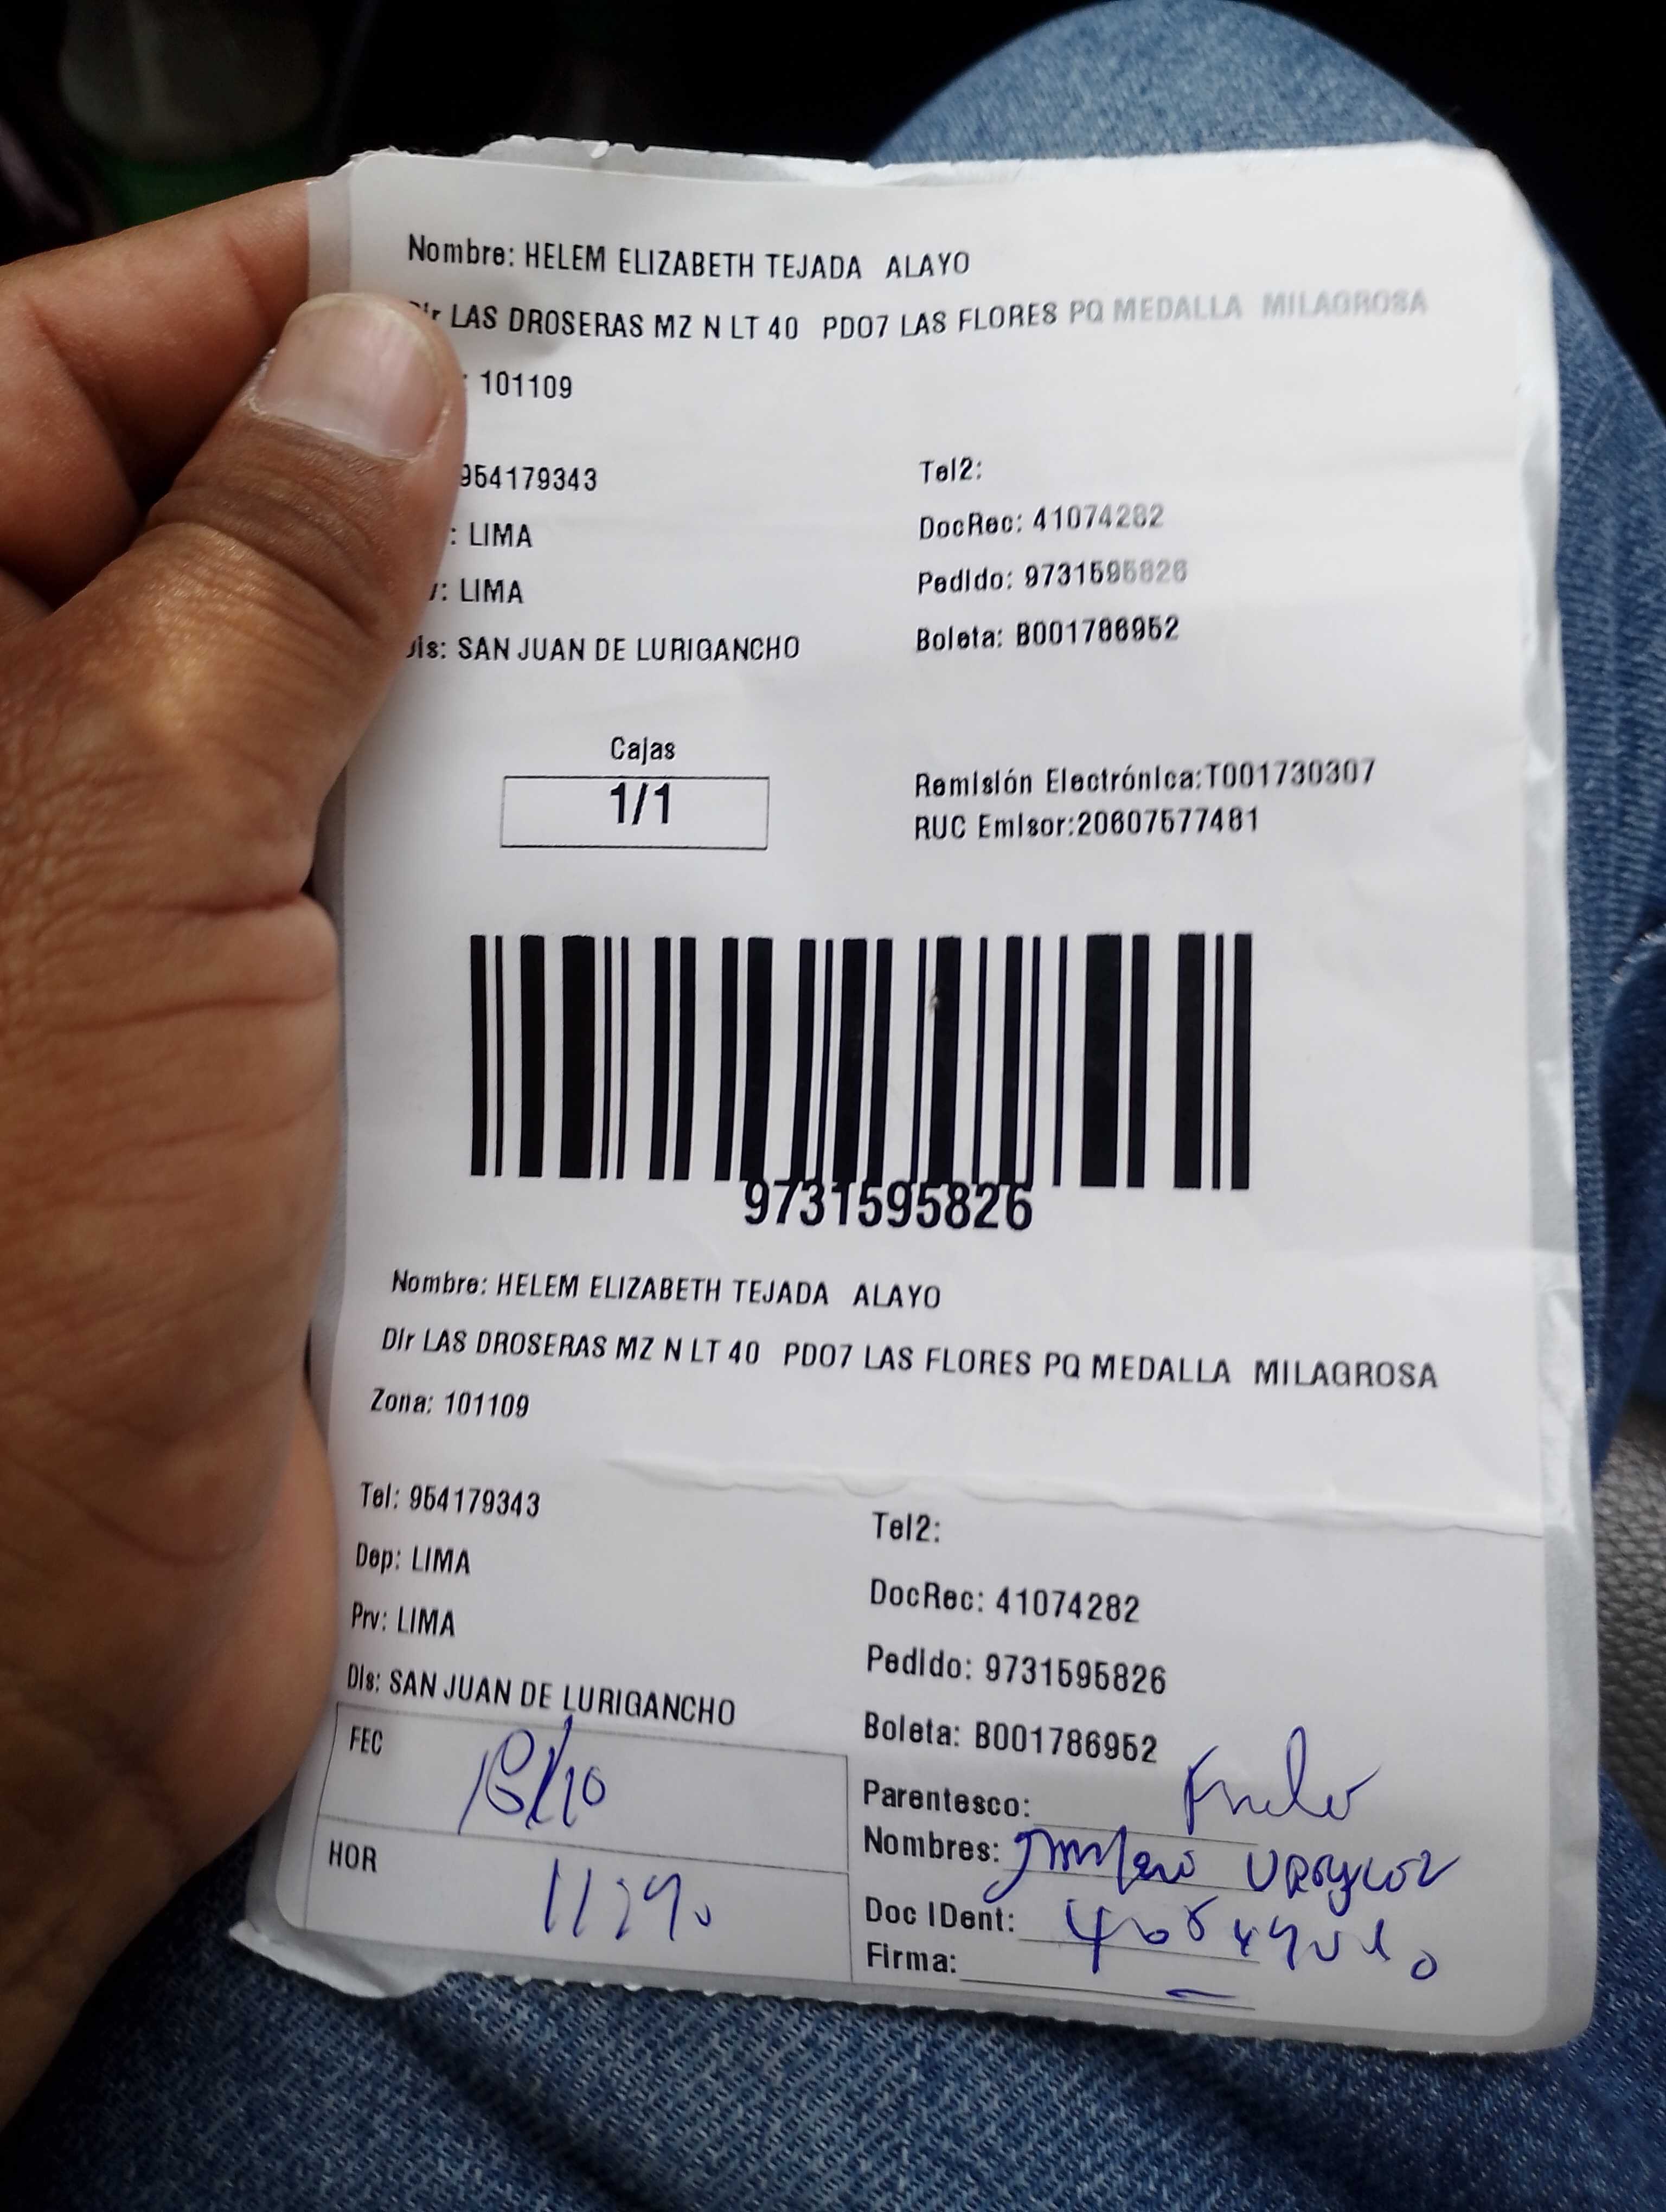 Nombre: HELEM ELIZABETH TEJADA ALAYO
Dir LAS DROSERAS MZ N LT 40 PD07 LAS FLORES PQ MEDALLA MILAGROSA
: 101109
954179343
Tel2:
: LIMA
DocRec: 41074282
v: LIMA
Pedido: 9731595826
Dis: SAN JUAN DE LURIGANCHO
Boleta: B001786952
Cajas
1/1
Remisión Electrónica:T001730307
RUC Emisor:20607577481
9731595826
Nombre: HELEM ELIZABETH TEJADA ALAYO
Dir LAS DROSERAS MZ N LT 40 PD07 LAS FLORES PQ MEDALLA MILAGROSA
Zona: 101109
Tel: 954179343
Tel2:
Dep: LIMA
DocRec: 41074282
Prv: LIMA
Pedido: 9731595826
Dis: SAN JUAN DE LURIGANCHO
Boleta: B001786952
FEC
Parentesco:
Nombres:
HOR
Doc IDent:
Firma: